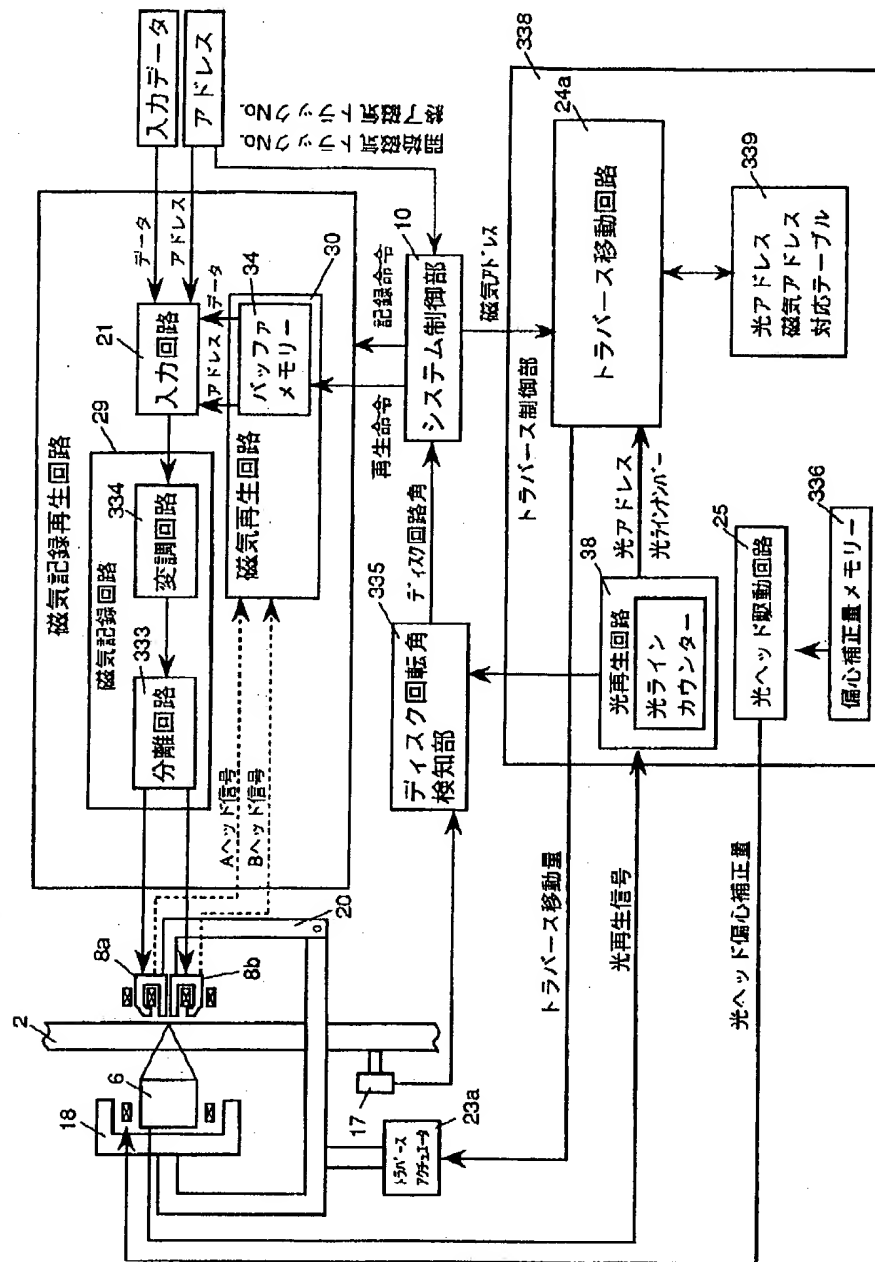 入力データ
アドレス
開始磁気トラックNo.
終了磁気トラックNo.
磁気記録再生回路
データ
アドレス
21
入力回路
アドレス
データ
34
バッファ
メモリー
30
磁気再生回路
29
334
変調回路
333
分離回路
磁気記録回路
Aヘッド信号
Bヘッド信号
記録命令
再生命令
10
システム制御部
磁気アドレス
ディスク回路角
335
ディスク回転角
検知部
338
トラバース制御部
24a
トラバース移動回路
339
光アドレス
磁気アドレス
対応テーブル
光アドレス
光ラインナンバー
38
光再生回路
光ライン
カウンター
25
光ヘッド駆動回路
336
偏心補正量メモリー
トラバース移動量
光再生信号
光ヘッド偏心補正量
2
8a
8b
20
6
18
17
23a
トラバース
アクチュエータ